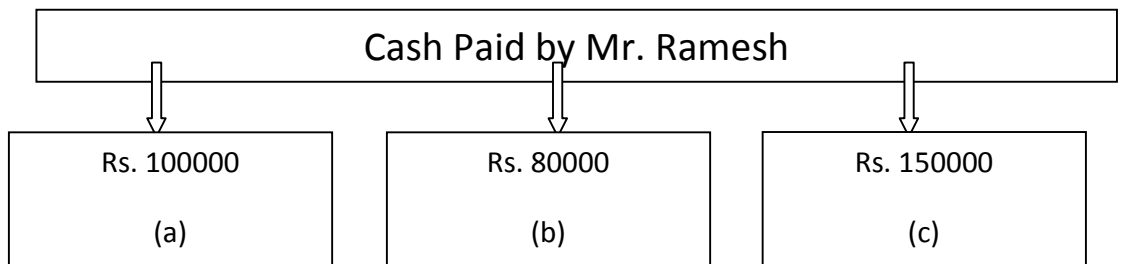 Cash Paid by Mr. Ramesh
Rs. 100000
(a)
Rs. 80000
(b)
Rs. 150000
(c)